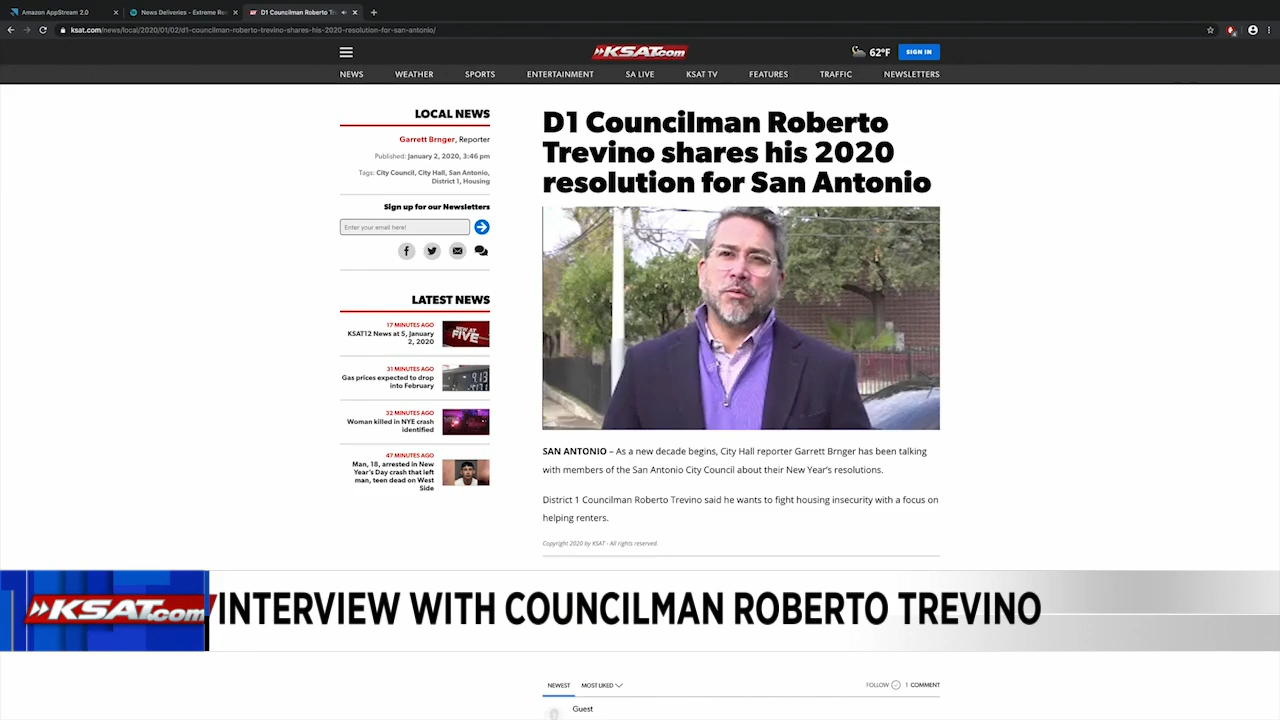 Amazon AppStream 2.0
News Deliveries - Extreme Re
D1 Councilman Roberto Tr
ksat.com/news/local/2020/01/02/d1-councilman-roberto-trevino-shares-his-2020-resolution-for-san-antonio/
KSAT.com
62°F
SIGN IN
NEWS WEATHER SPORTS ENTERTAINMENT SA LIVE KSAT TV FEATURES TRAFFIC NEWSLETTERS
LOCAL NEWS
Garrett Brnger, Reporter
Published: January 2, 2020, 3:46 pm
Tags: City Council, City Hall, San Antonio,
District 1, Housing
Sign up for our Newsletters
Enter your email here!
LATEST NEWS
17 MINUTES AGO
KSAT12 News at 5, January
2, 2020
NEW AT
FIVE
31 MINUTES AGO
Gas prices expected to drop
into February
32 MINUTES AGO
Woman killed in NYE crash
identified
47 MINUTES AGO
Man, 18, arrested in New
Year's Day crash that left
man, teen dead on West
Side
D1 Councilman Roberto
Trevino shares his 2020
resolution for San Antonio
SAN ANTONIO – As a new decade begins, City Hall reporter Garrett Brnger has been talking
with members of the San Antonio City Council about their New Year's resolutions.
District 1 Councilman Roberto Trevino said he wants to fight housing insecurity with a focus on
helping renters.
Copyright 2020 by KSAT - All rights reserved.
KSAT.com
INTERVIEW WITH COUNCILMAN ROBERTO TREVINO
NEWEST MOST LIKED FOLLOW 1 COMMENT
Guest